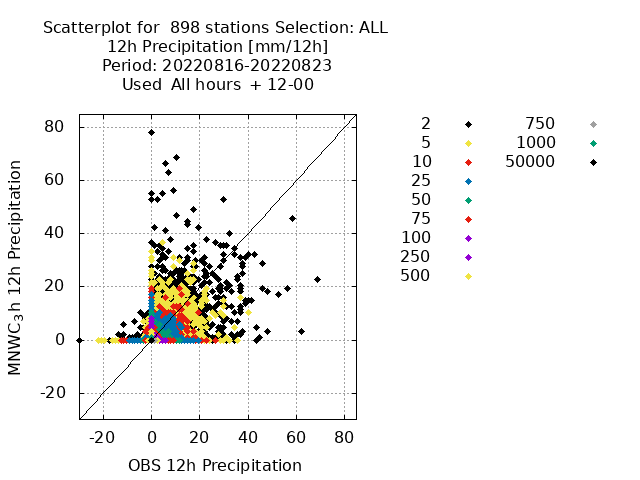 Scatterplot for  898 stations Selection: ALL
12h Precipitation [mm/12h]
Period: 20220816-20220823
Used  All hours  + 12-00
2
5
10
25
50
75
100
250
500
750
1000
50000
MNWC_3h 12h Precipitation
80
60
40
20
0
-20
-20 0 20 40 60 80
OBS 12h Precipitation